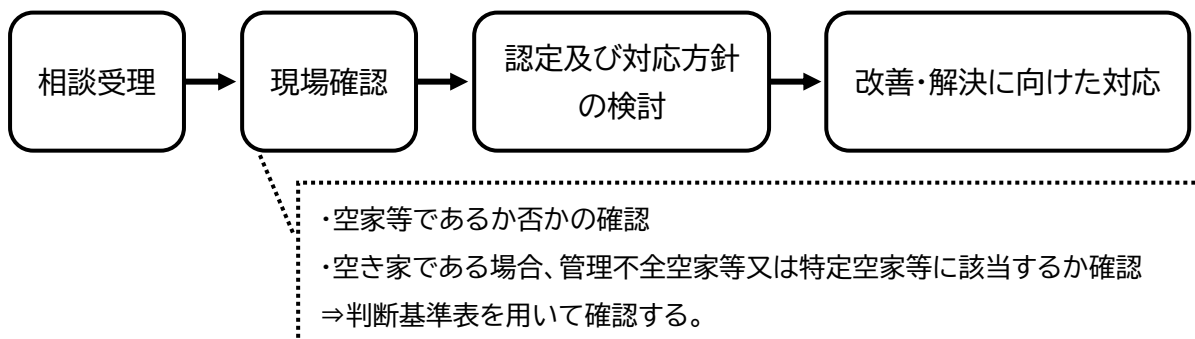 相談受理
現場確認
認定及び対応方針
の検討
改善・解決に向けた対応
・空家等であるか否かの確認
・空き家である場合、管理不全空家等又は特定空家等に該当するか確認
⇒判断基準表を用いて確認する。